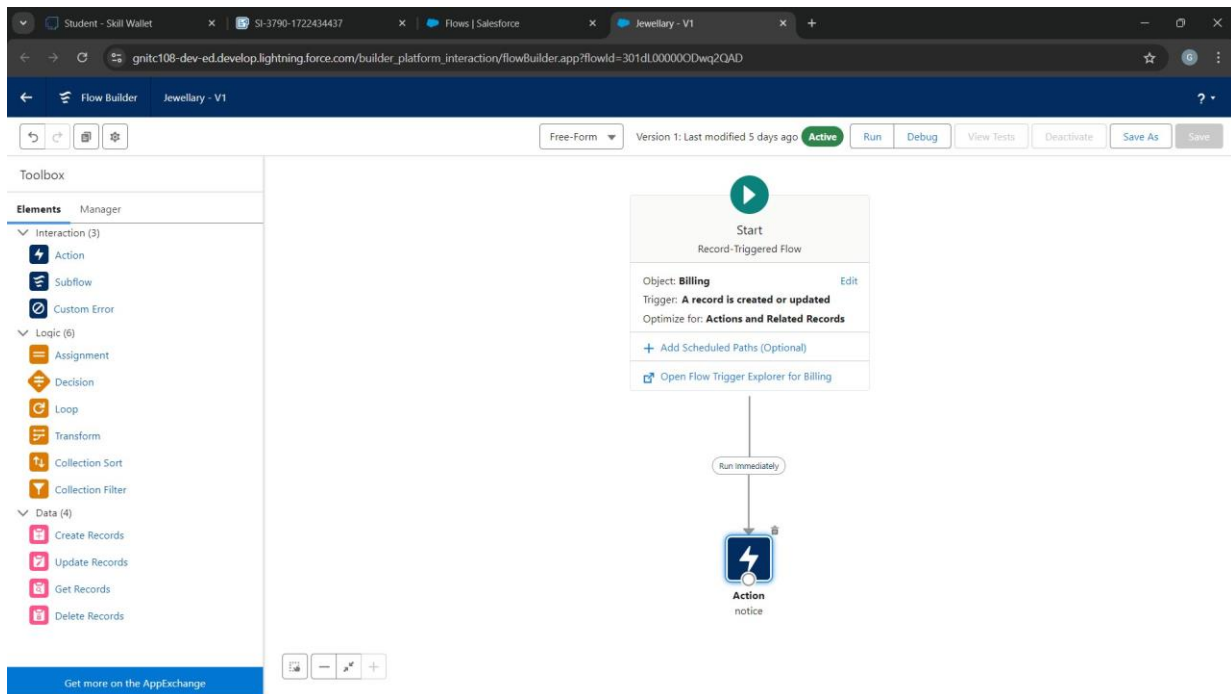 Student - Skill Wallet
SI-3790-1722434437
Flows | Salesforce
Jewellary - V1
gnitc108-dev-ed.develop.lightning.force.com/builder_platform_interaction/flowBuilder.app?flowId=301dL00000ODwq2QAD
G
Flow Builder Jewellary - V1
?
Free-Form
Version 1: Last modified 5 days ago Active
Run
Debug
View Tests
Deactivate
Save As
Save
Toolbox
Elements Manager
Interaction (3)
Action
Subflow
Custom Error
Logic (6)
Assignment
Decision
Loop
Transform
Collection Sort
Collection Filter
Data (4)
Create Records
Update Records
Get Records
Delete Records
Get more on the AppExchange
Start
Record-Triggered Flow
Object: Billing Edit
Trigger: A record is created or updated
Optimize for: Actions and Related Records
+ Add Scheduled Paths (Optional)
Open Flow Trigger Explorer for Billing
Run Immediately
Action
notice